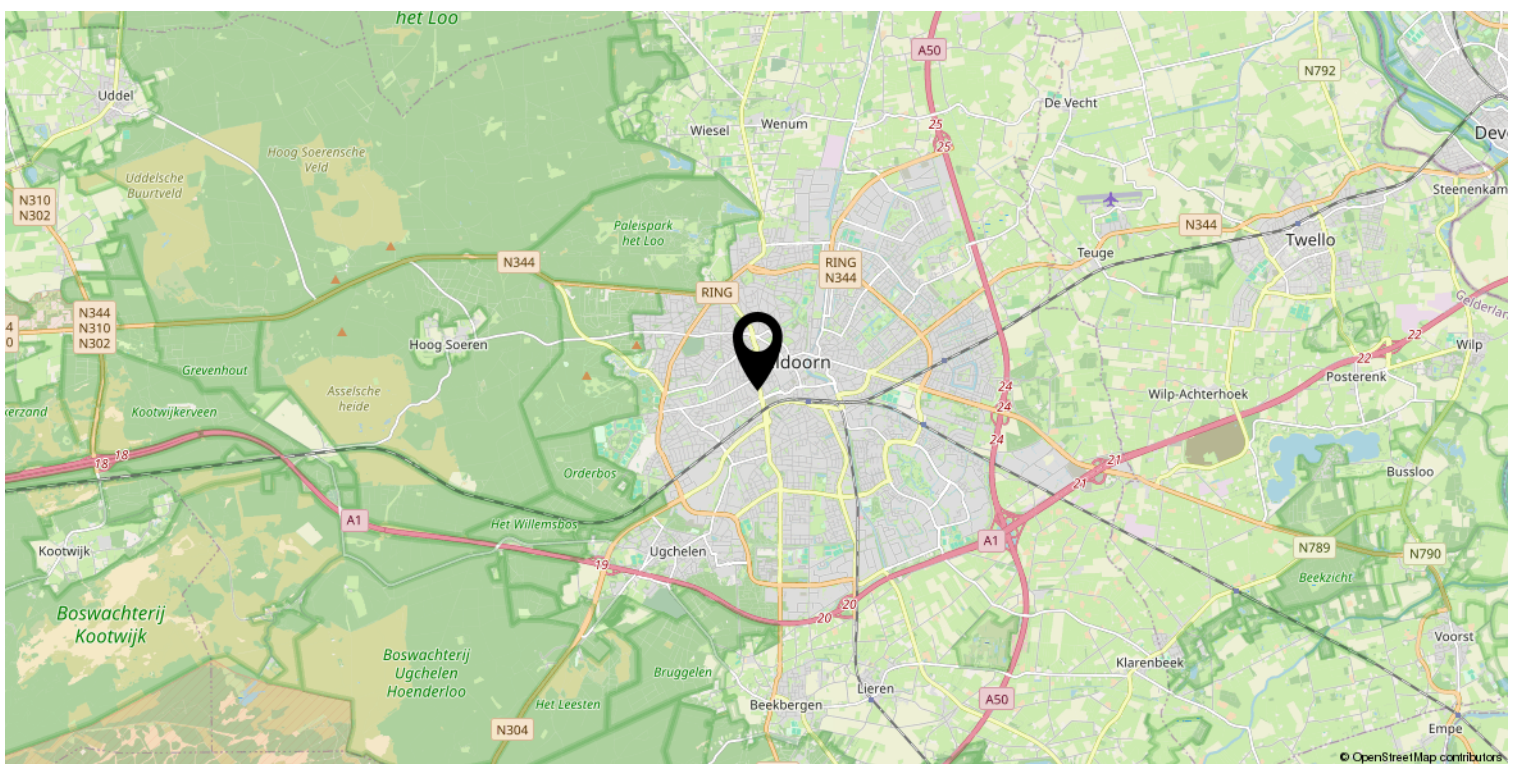 het Loo
A50
N792
Uddel
De Vecht
25
Wiesel
Wenum
25
Deve
Hoog Soerensche
Veld
Uddelsche
Buurtveld
Steenenkam
N310
N302
Paleispark
het Loo
N344
Twello
Teuge
N344
RING
N344
RING
Gelderlan
N344
N310
N302
4
0
22
22
Wilp
Hoog Soeren
ldoorn
Grevenhout
Posterenk
24
Asselsche
heide
Wilp-Achterhoek
24
kerzand
Kootwijkerveen
24
18
18
21
21
Orderbos
Bussloo
A1
Het Willemsbos
A1
N789
N790
Kootwijk
Ugchelen
19
Beekzicht
20
20
Boswachterij
Kootwijk
Voorst
Boswachterij
Ugchelen
Hoenderloo
Klarenbeek
Bruggelen
Lieren
A50
Het Leesten
Beekbergen
N304
Empe
© OpenStreetMap contributors